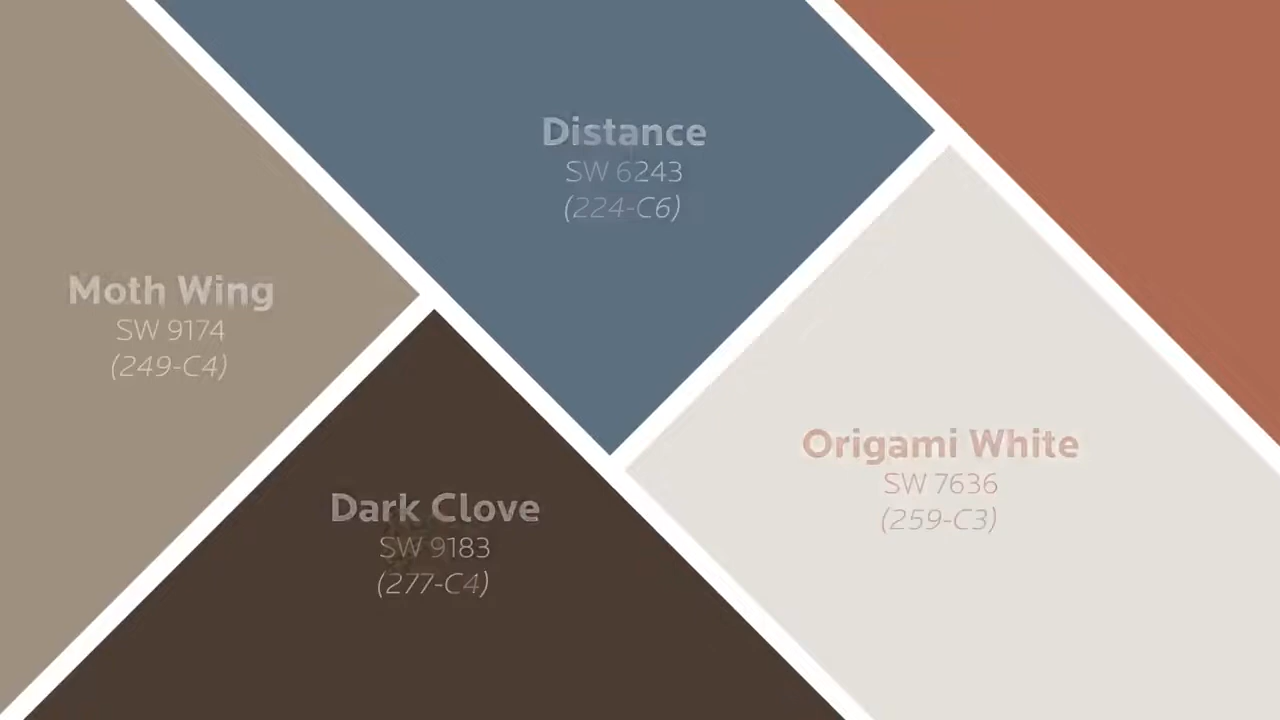 Distance
SW 6243
(224-C6)
Moth Wing
SW 9174
(249-C4)
Origami White
SW 7636
(259-C3)
Dark Clove
SW 9183
(277-C4)